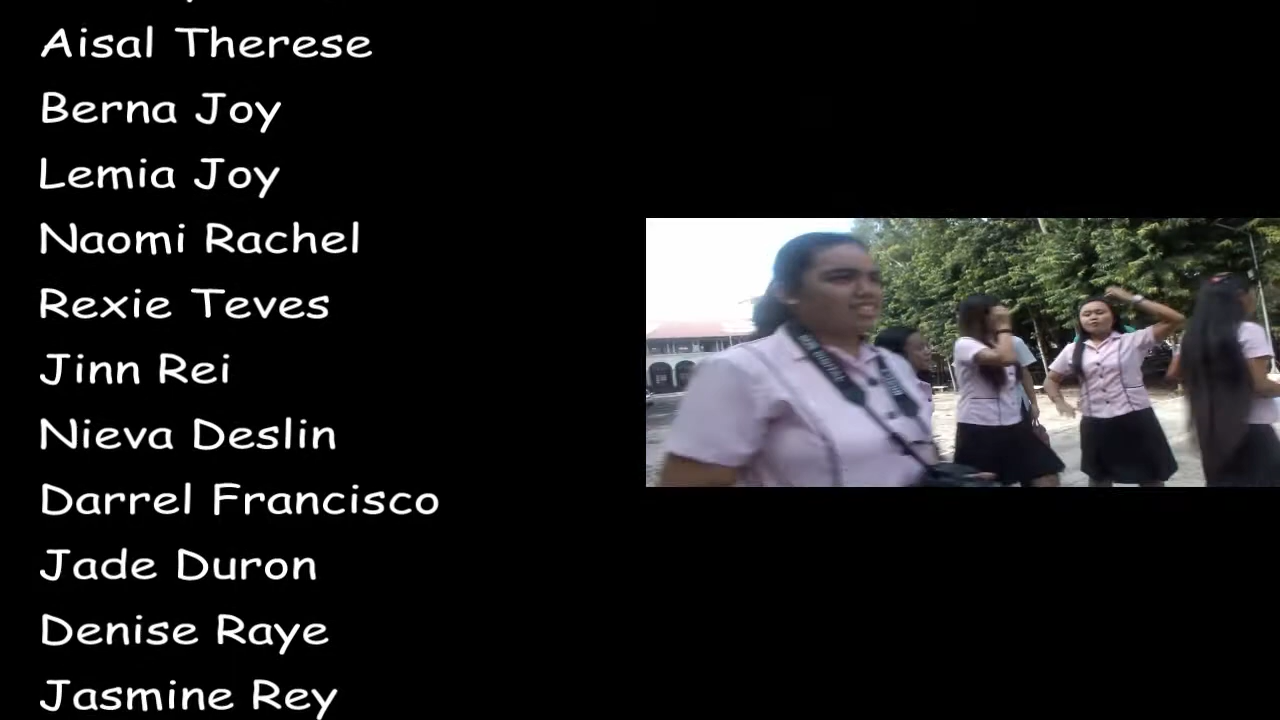 Aisal Therese
Berna Joy
Lemia Joy
Naomi Rachel
Rexie Teves
Jinn Rei
Nieva Deslin
Darrel Francisco
Jade Duron
Denise Raye
Jasmine Rey